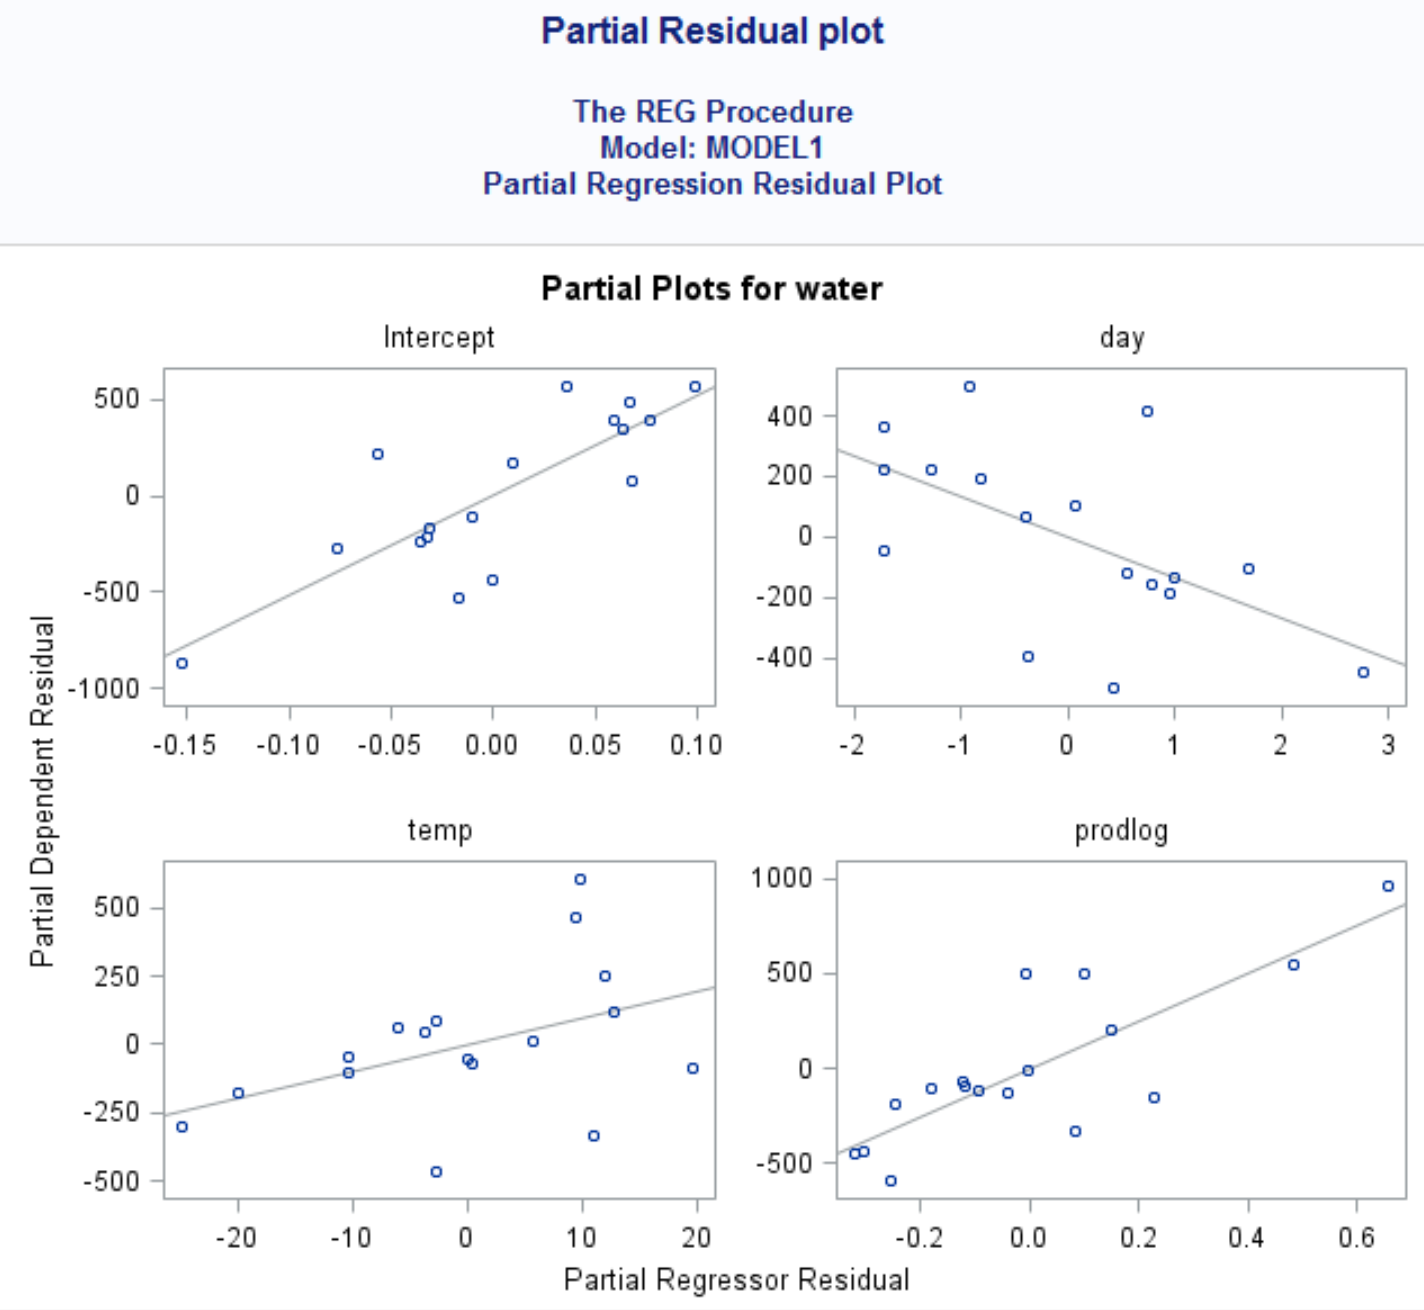 Partial Residual plot
The REG Procedure
Model: MODEL1
Partial Regression Residual Plot
Partial Plots for water
Intercept
500
0
-500
-1000
-0.15 -0.10 -0.05 0.00 0.05 0.10
day
400
200
0
-200
-400
-2 -1 0 1 2 3
temp
500
250
0
-250
-500
-20 -10 0 10 20
prodlog
1000
500
0
-500
-0.2 0.0 0.2 0.4 0.6
Partial Dependent Residual
Partial Regressor Residual